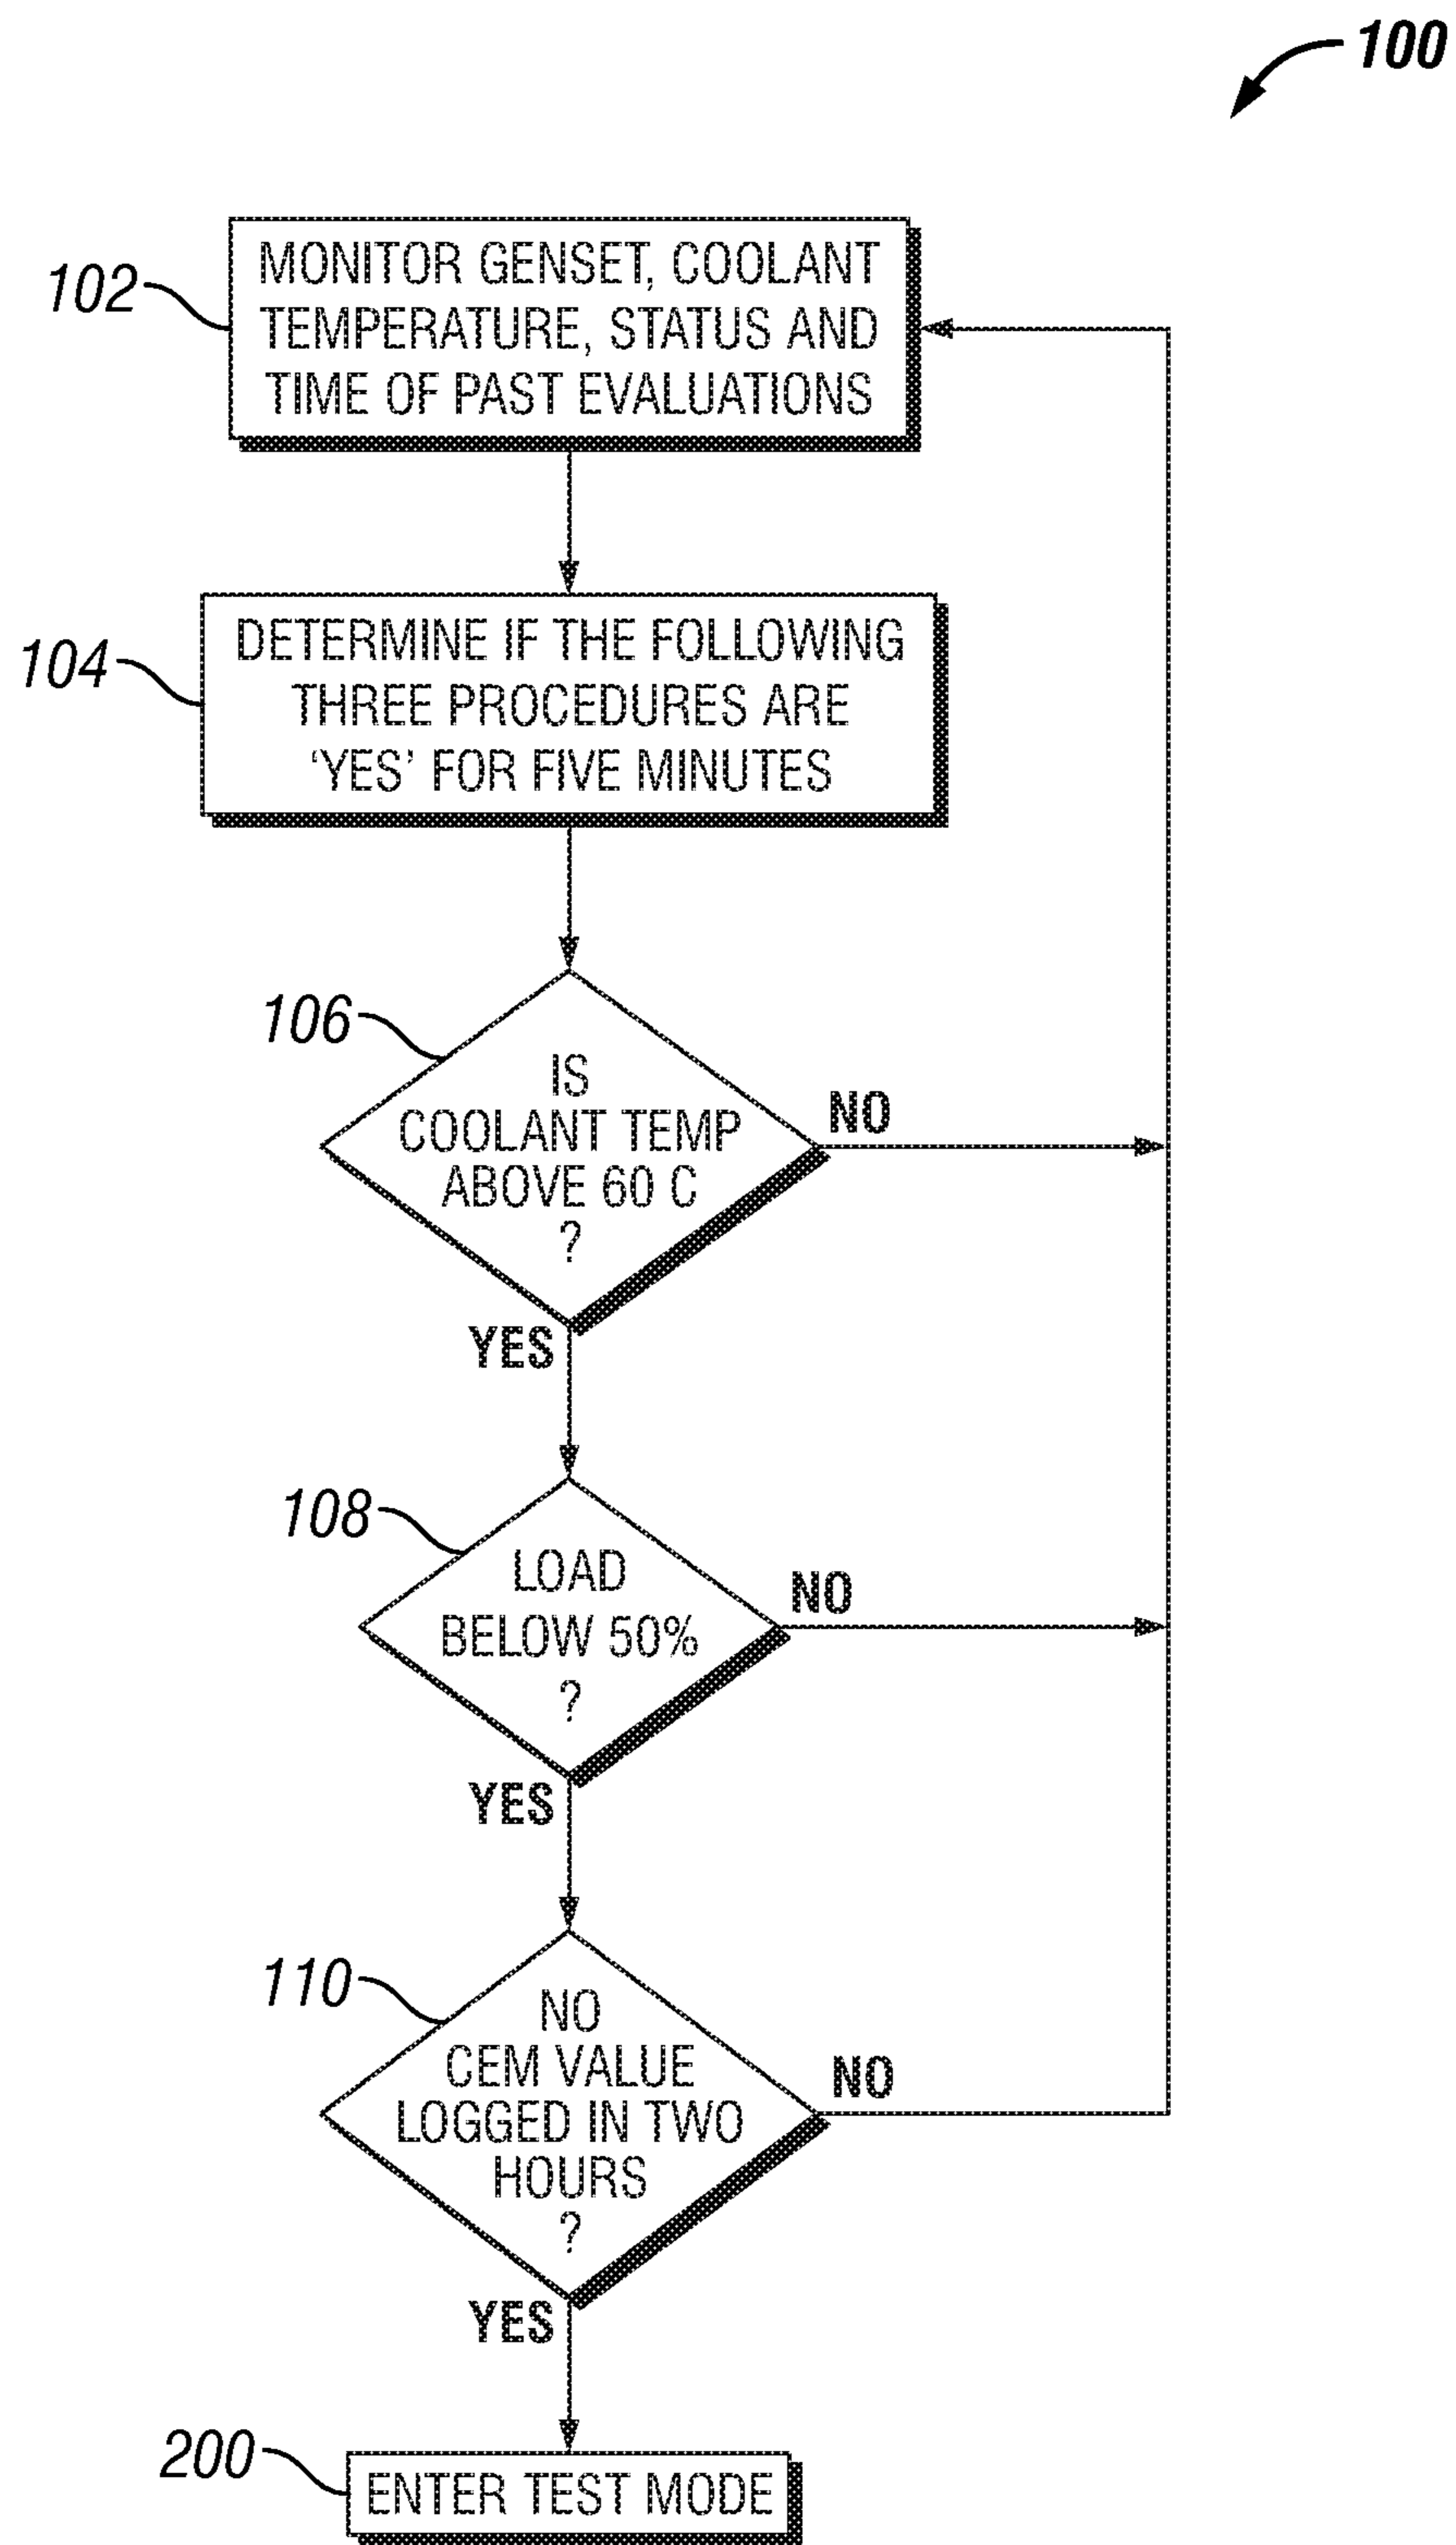 100
102
MONITOR GENSET, COOLANT
TEMPERATURE, STATUS AND
TIME OF PAST EVALUATIONS
104
DETERMINE IF THE FOLLOWING
THREE PROCEDURES ARE
‘YES’ FOR FIVE MINUTES
106
IS
COOLANT TEMP
ABOVE 60 C
?
NO
YES
108
LOAD
BELOW 50%
?
NO
YES
110
NO
CEM VALUE
LOGGED IN TWO
HOURS
?
NO
YES
200
ENTER TEST MODE